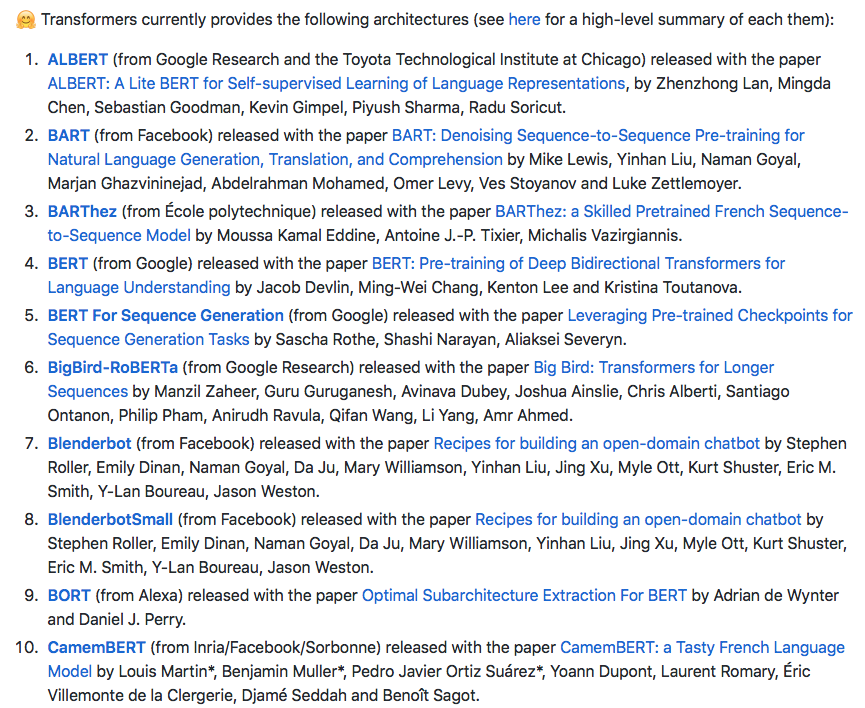 🤗 Transformers currently provides the following architectures (see here for a high-level summary of each them):
1. ALBERT (from Google Research and the Toyota Technological Institute at Chicago) released with the paper
ALBERT: A Lite BERT for Self-supervised Learning of Language Representations, by Zhenzhong Lan, Mingda
Chen, Sebastian Goodman, Kevin Gimpel, Piyush Sharma, Radu Soricut.
2. BART (from Facebook) released with the paper BART: Denoising Sequence-to-Sequence Pre-training for
Natural Language Generation, Translation, and Comprehension by Mike Lewis, Yinhan Liu, Naman Goyal,
Marjan Ghazvininejad, Abdelrahman Mohamed, Omer Levy, Ves Stoyanov and Luke Zettlemoyer.
3. BARThez (from École polytechnique) released with the paper BARThez: a Skilled Pretrained French Sequence-
to-Sequence Model by Moussa Kamal Eddine, Antoine J.-P. Tixier, Michalis Vazirgiannis.
4. BERT (from Google) released with the paper BERT: Pre-training of Deep Bidirectional Transformers for
Language Understanding by Jacob Devlin, Ming-Wei Chang, Kenton Lee and Kristina Toutanova.
5. BERT For Sequence Generation (from Google) released with the paper Leveraging Pre-trained Checkpoints for
Sequence Generation Tasks by Sascha Rothe, Shashi Narayan, Aliaksei Severyn.
6. BigBird-RoBERTa (from Google Research) released with the paper Big Bird: Transformers for Longer
Sequences by Manzil Zaheer, Guru Guruganesh, Avinava Dubey, Joshua Ainslie, Chris Alberti, Santiago
Ontanon, Philip Pham, Anirudh Ravula, Qifan Wang, Li Yang, Amr Ahmed.
7. Blenderbot (from Facebook) released with the paper Recipes for building an open-domain chatbot by Stephen
Roller, Emily Dinan, Naman Goyal, Da Ju, Mary Williamson, Yinhan Liu, Jing Xu, Myle Ott, Kurt Shuster, Eric M.
Smith, Y-Lan Boureau, Jason Weston.
8. BlenderbotSmall (from Facebook) released with the paper Recipes for building an open-domain chatbot by
Stephen Roller, Emily Dinan, Naman Goyal, Da Ju, Mary Williamson, Yinhan Liu, Jing Xu, Myle Ott, Kurt Shuster,
Eric M. Smith, Y-Lan Boureau, Jason Weston.
9. BORT (from Alexa) released with the paper Optimal Subarchitecture Extraction For BERT by Adrian de Wynter
and Daniel J. Perry.
10. CamemBERT (from Inria/Facebook/Sorbonne) released with the paper CamemBERT: a Tasty French Language
Model by Louis Martin*, Benjamin Muller*, Pedro Javier Ortiz Suárez*, Yoann Dupont, Laurent Romary, Éric
Villemonte de la Clergerie, Djamé Seddah and Benoît Sagot.